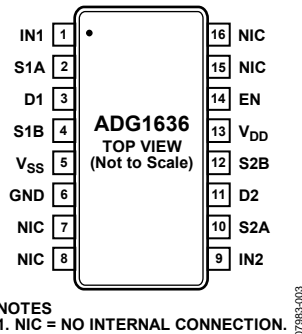 IN1 1
S1A 2
D1 3
S1B 4
VSS 5
GND 6
NIC 7
NIC 8
ADG1636
TOP VIEW
(Not to Scale)
16 NIC
15 NIC
14 EN
13 VDD
12 S2B
11 D2
10 S2A
9 IN2
NOTES
1. NIC = NO INTERNAL CONNECTION.
07983-003